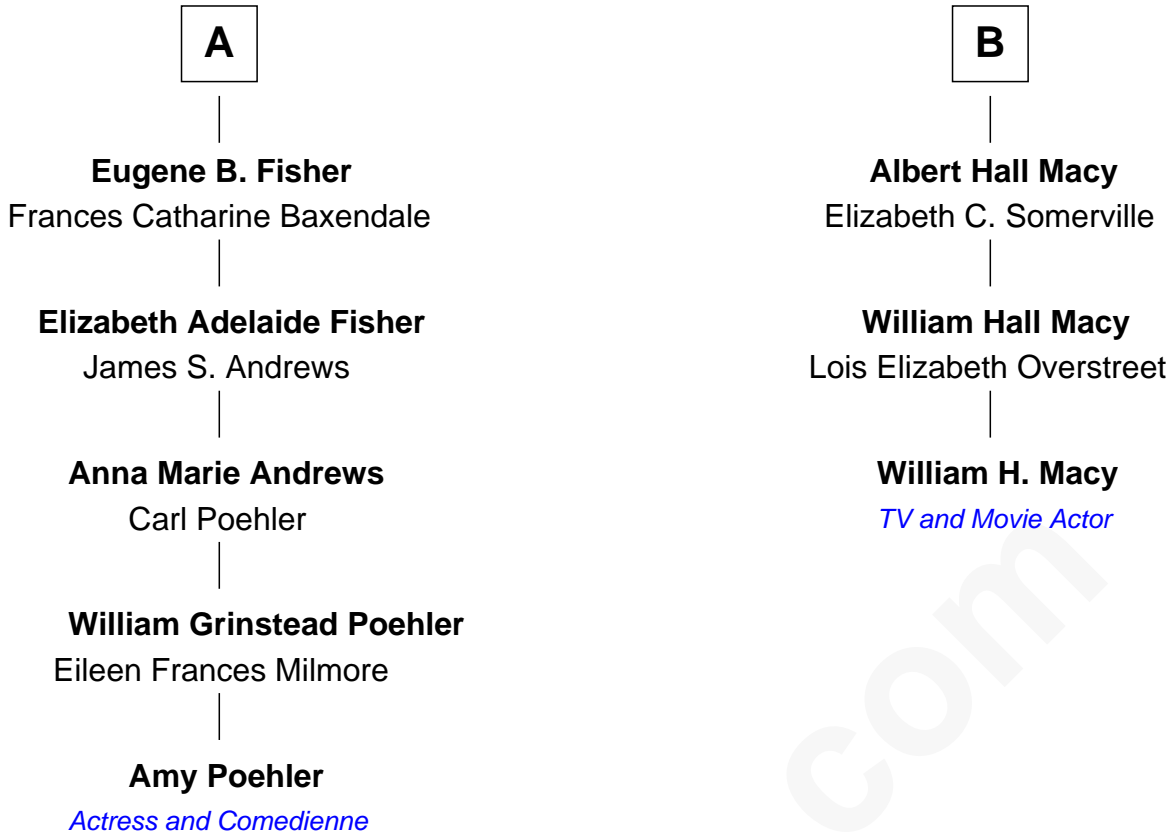 A
Eugene B. Fisher
Frances Catharine Baxendale
Elizabeth Adelaide Fisher
James S. Andrews
Anna Marie Andrews
Carl Poehler
William Grinstead Poehler
Eileen Frances Milmore
Amy Poehler
Actress and Comedienne
B
Albert Hall Macy
Elizabeth C. Somerville
William Hall Macy
Lois Elizabeth Overstreet
William H. Macy
TV and Movie Actor
com